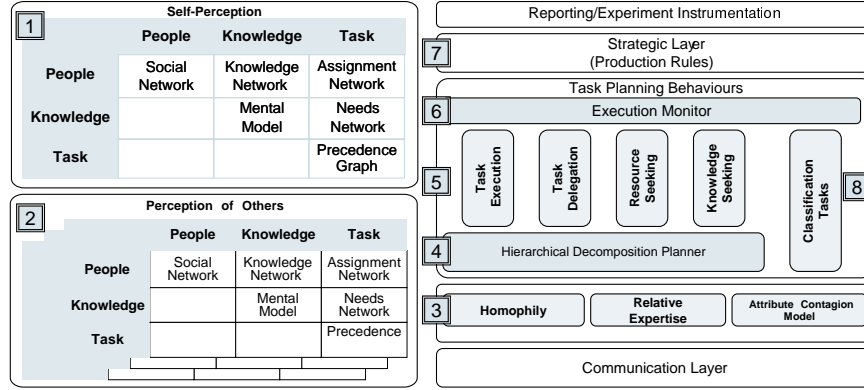 Self-Perception
1
People Knowledge Task
People
Social Network
Knowledge Network
Assignment Network
Knowledge
Mental Model
Needs Network
Task
Precedence Graph
2
Perception of Others
People Knowledge Task
People
Social Network
Knowledge Network
Assignment Network
Knowledge
Mental Model
Needs Network
Task
Precedence
Reporting/Experiment Instrumentation
7
Strategic Layer
(Production Rules)
Task Planning Behaviours
6
Execution Monitor
5
Task Execution
Task Delegation
Resource Seeking
Knowledge Seeking
Classification Tasks
8
4
Hierarchical Decomposition Planner
3
Homophily
Relative Expertise
Attribute Contagion Model
Communication Layer